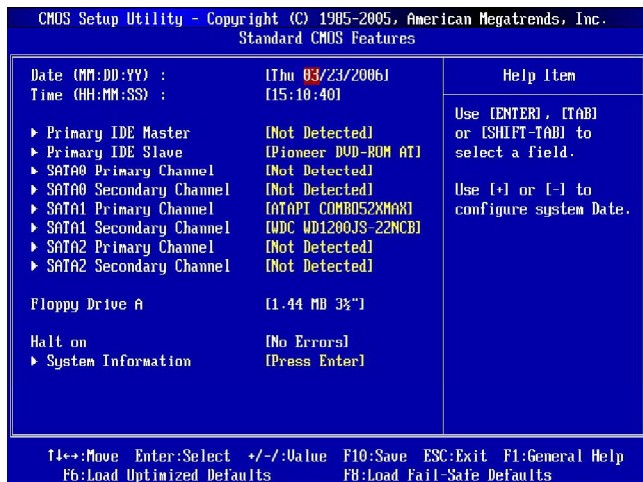 CMOS Setup Utility - Copyright (C) 1985-2005, American Megatrends, Inc.
Standard CMOS Features
Date (MM:DD:YY) : [Thu 03/23/2006]
Time (HH:MM:SS) : [15:10:40]
▶ Primary IDE Master [Not Detected]
▶ Primary IDE Slave [Pioneer DVD-ROM AT]
▶ SATA0 Primary Channel [Not Detected]
▶ SATA0 Secondary Channel [Not Detected]
▶ SATA1 Primary Channel [ATAPI COMBO52XMAX]
▶ SATA1 Secondary Channel [WDC WD1200JS-22NCB]
▶ SATA2 Primary Channel [Not Detected]
▶ SATA2 Secondary Channel [Not Detected]
Floppy Drive A [1.44 MB 3½"]
Halt on [No Errors]
▶ System Information [Press Enter]
Help Item
Use [ENTER], [TAB]
or [SHIFT-TAB] to
select a field.
Use [+] or [-] to
configure system Date.
↑↓←→:Move Enter:Select +/-/:Value F10:Save ESC:Exit F1:General Help
F6:Load Optimized Defaults F8:Load Fail-Safe Defaults